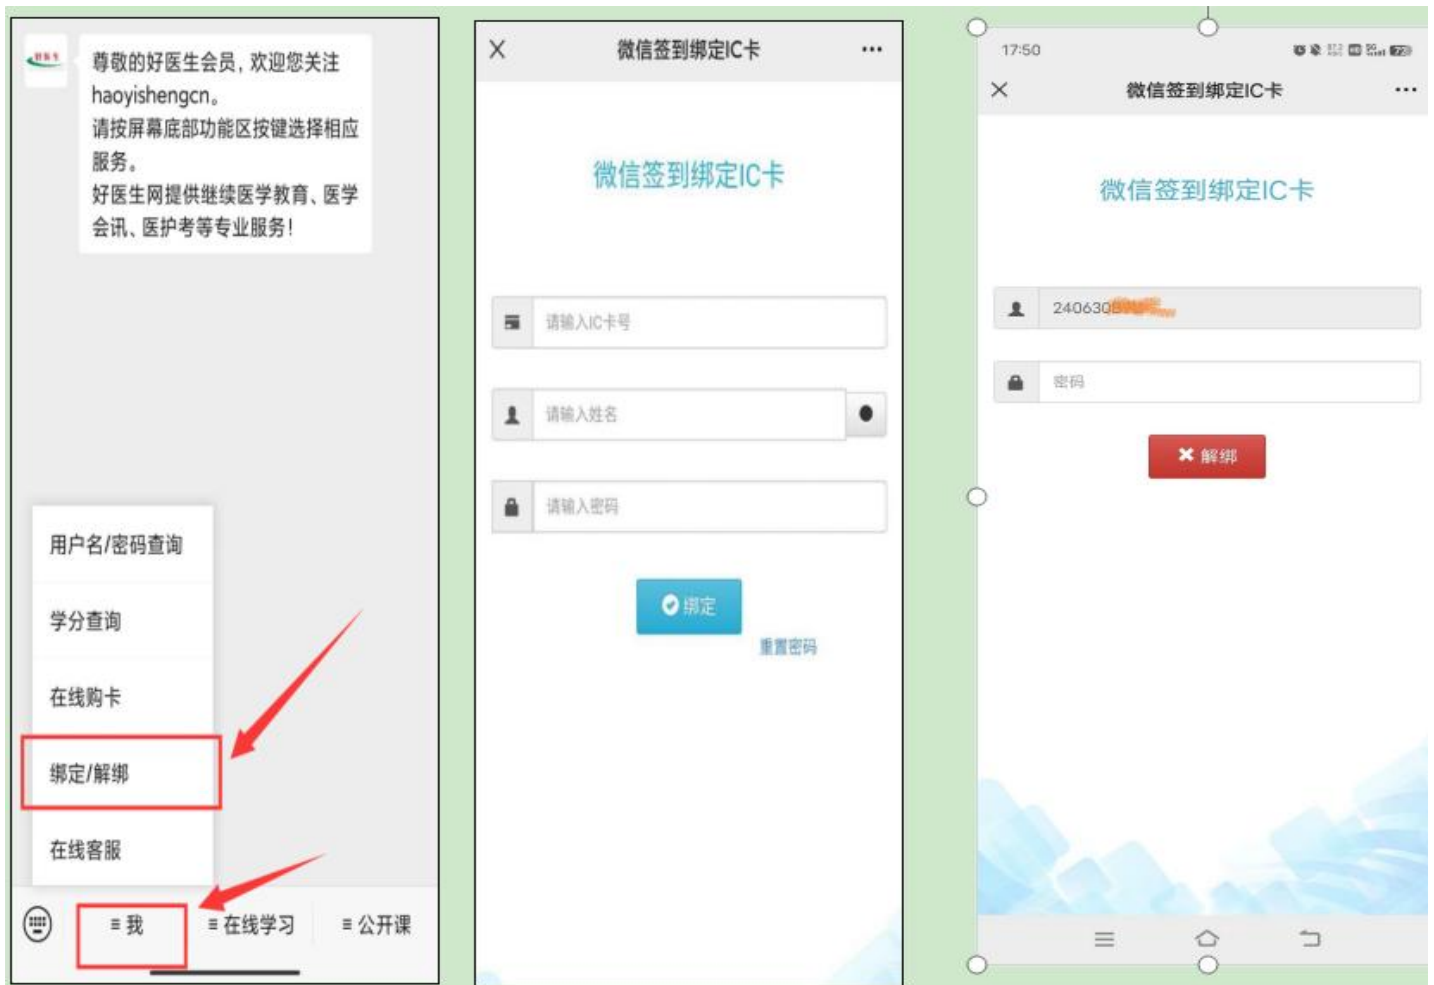 好医生
尊敬的好医生会员，欢迎您关注
haoyishengcn。
请按屏幕底部功能区按键选择相应
服务。
好医生网提供继续医学教育、医学
会讯、医护考等专业服务！
用户名/密码查询
学分查询
在线购卡
绑定/解绑
在线客服
我
在线学习
公开课
微信签到绑定IC卡
微信签到绑定IC卡
请输入IC卡号
请输入姓名
请输入密码
绑定
重置密码
17:50
72
微信签到绑定IC卡
微信签到绑定IC卡
240630
密码
解绑